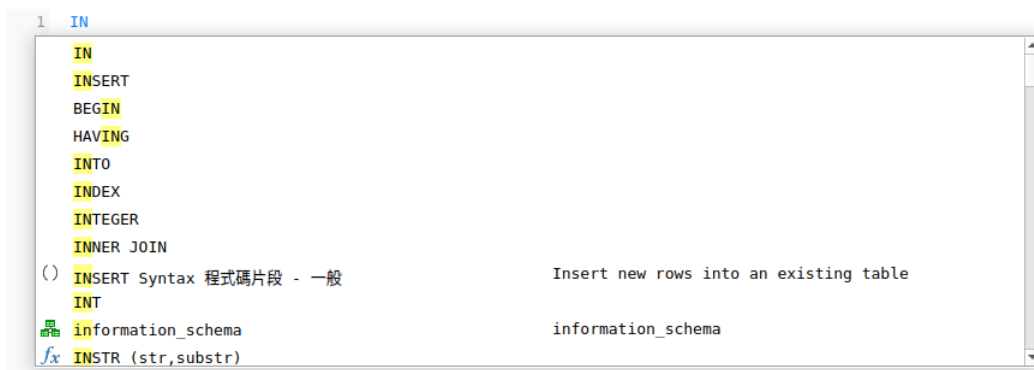 1 IN
IN
INSERT
BEGIN
HAVING
INTO
INDEX
INTEGER
INNER JOIN
() INSERT Syntax 程式碼片段 - 一般 Insert new rows into an existing table
INT
information_schema information_schema
fx INSTR (str,substr)